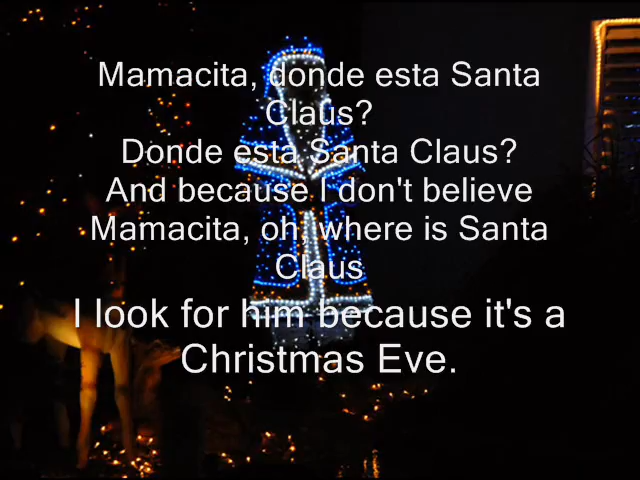 Mamacita, donde esta Santa
Claus?
Donde esta Santa Claus?
And because I don't believe
Mamacita, oh, where is Santa
Claus
I look for him because it's a
Christmas Eve.